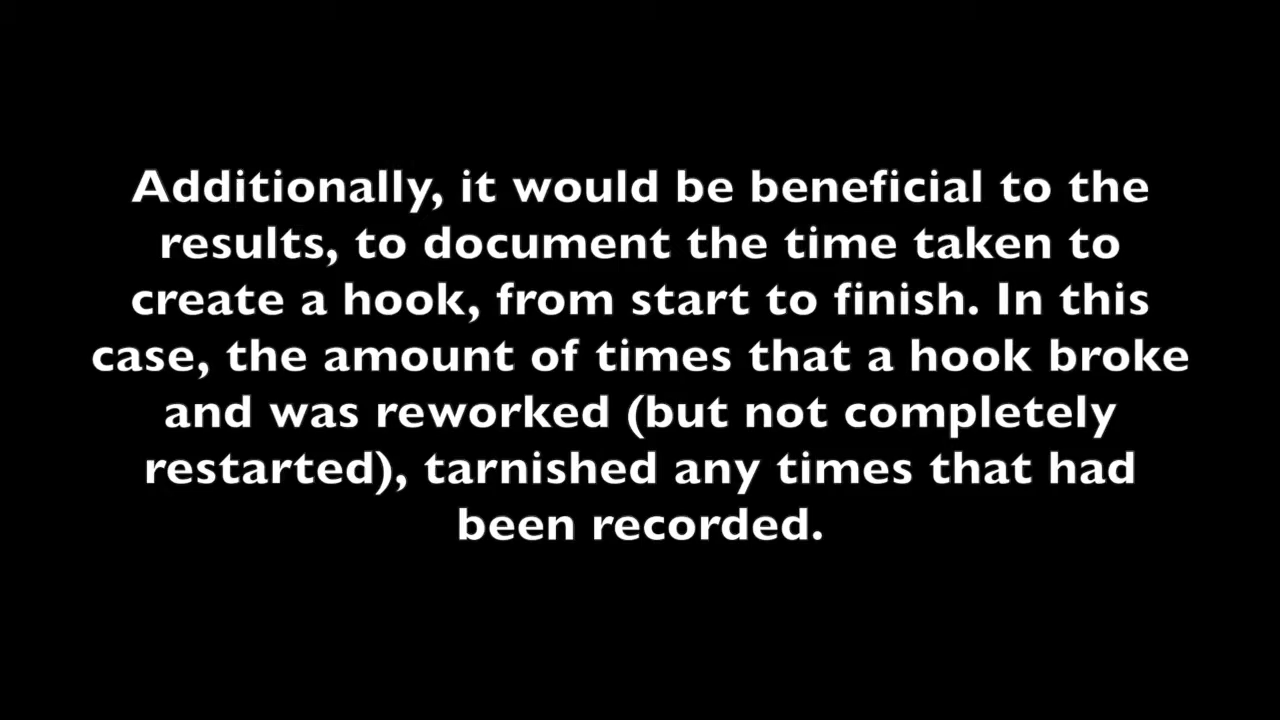 Additionally, it would be beneficial to the
results, to document the time taken to
create a hook, from start to finish. In this
case, the amount of times that a hook broke
and was reworked (but not completely
restarted), tarnished any times that had
been recorded.